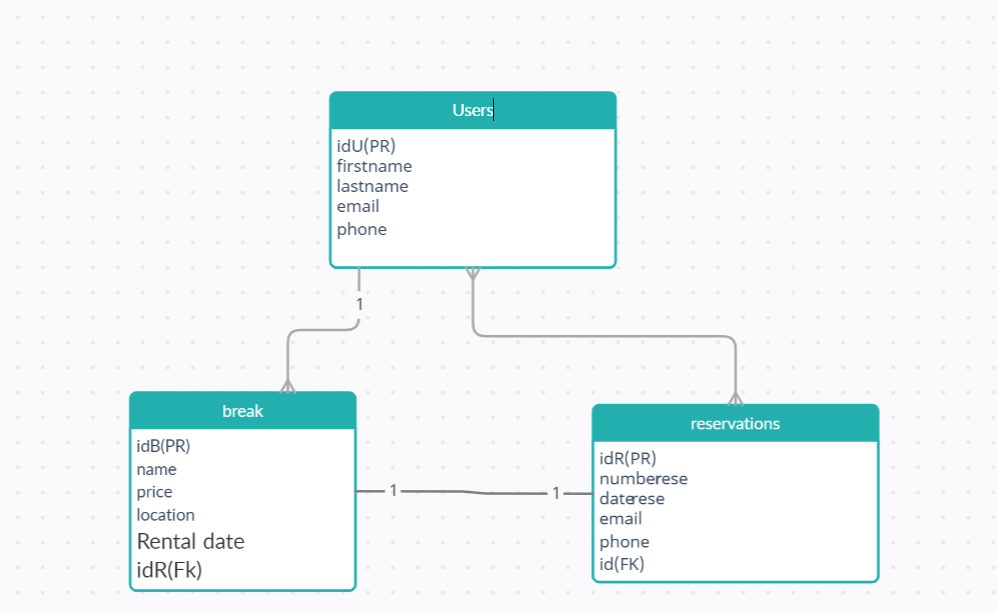 Users
idU(PR)
firstname
lastname
email
phone
1
break
idB(PR)
name
price
location
Rental date
idR(Fk)
1
1
reservations
idR(PR)
numberese
daterese
email
phone
id(FK)